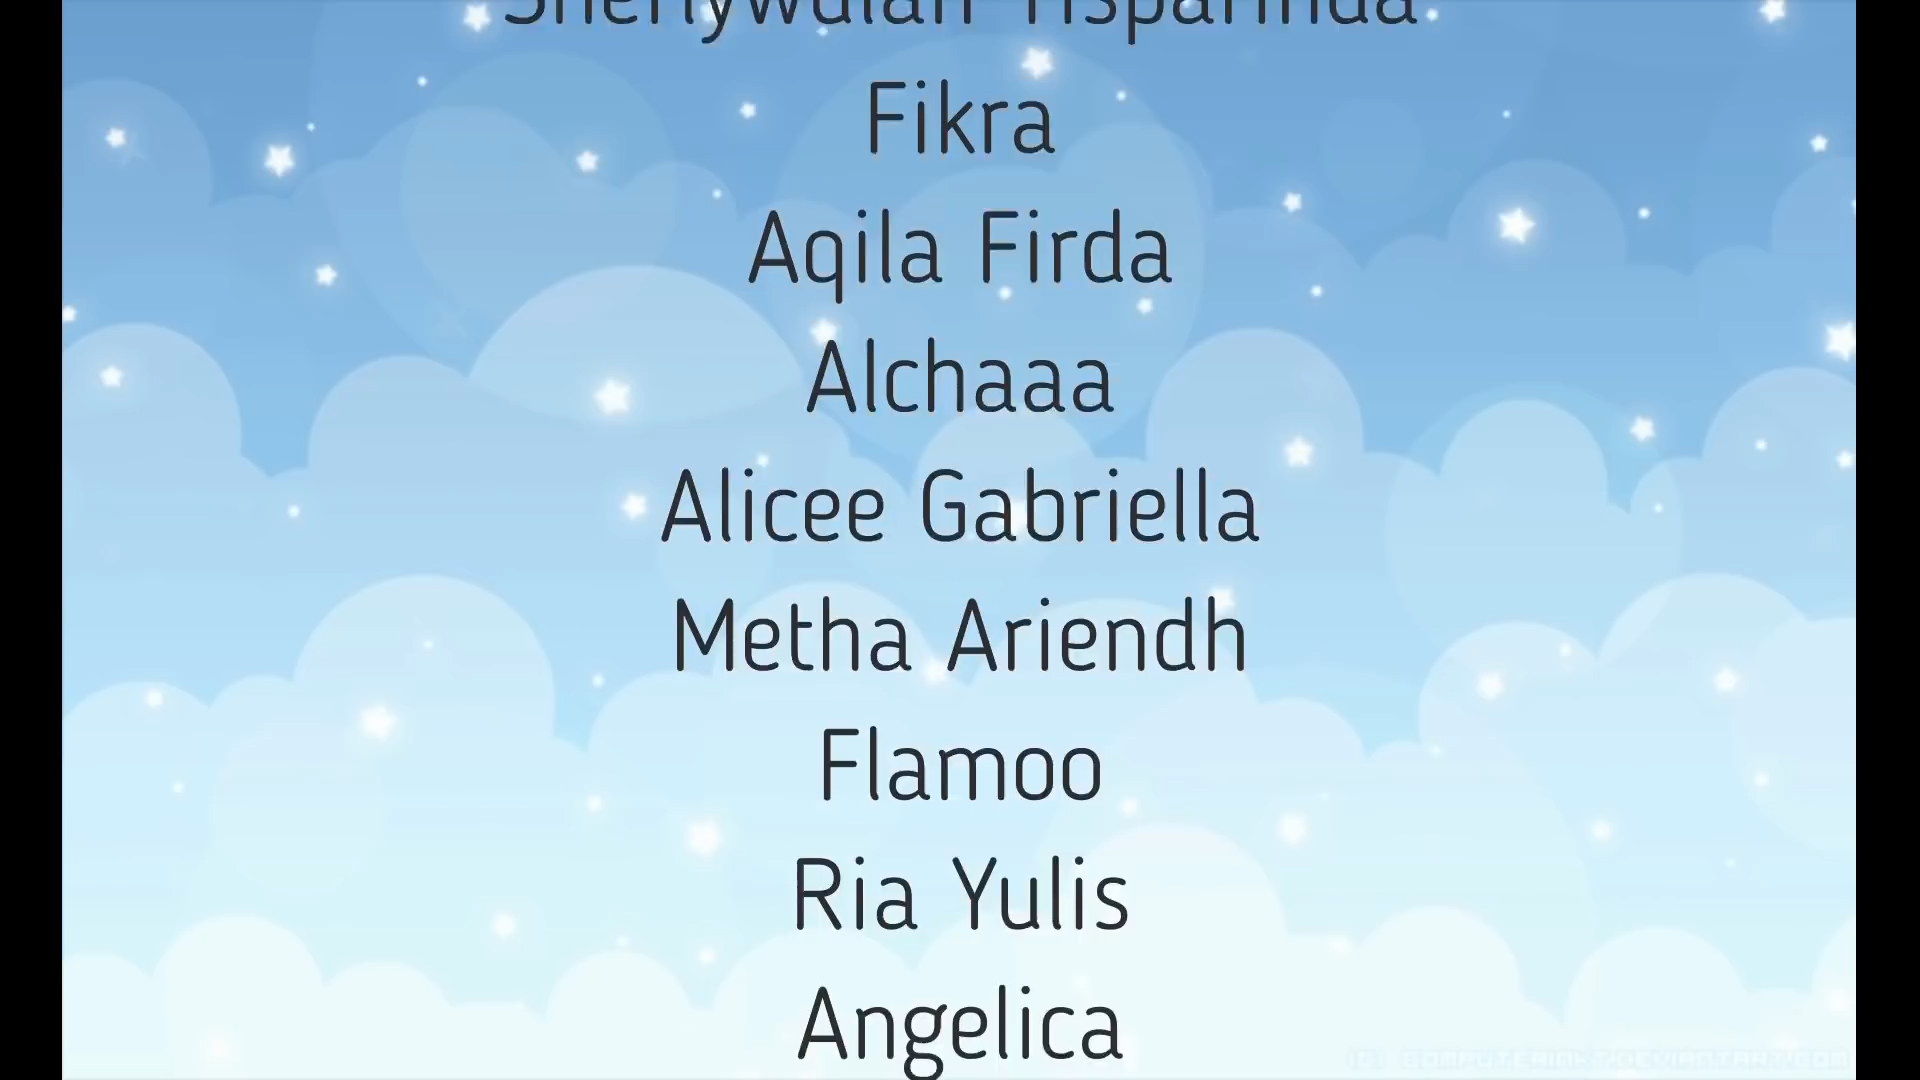 Fikra
Aqila Firda
Alchaaa
Alicee Gabriella
Metha Ariendh
Flamoo
Ria Yulis
Angelica